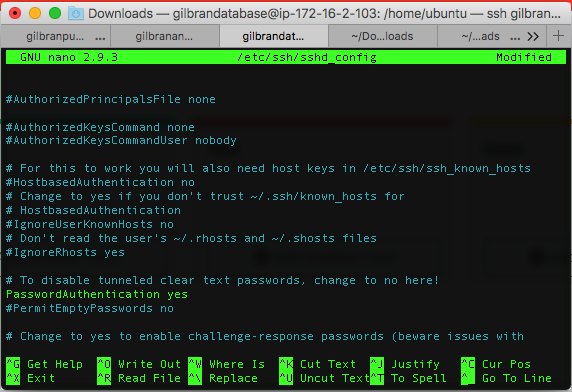 Downloads — gilbrandatabase@ip-172-16-2-103: /home/ubuntu — ssh gilbran...
gilbranpu... ... gilbranan... gilbrandat... ~/Do...loads ~/...ads ... >> +
GNU nano 2.9.3 /etc/ssh/sshd_config Modified
#AuthorizedPrincipalsFile none
#AuthorizedKeysCommand none
#AuthorizedKeysCommandUser nobody
# For this to work you will also need host keys in /etc/ssh/ssh_known_hosts
#HostbasedAuthentication no
# Change to yes if you don't trust ~/.ssh/known_hosts for
# HostbasedAuthentication
#IgnoreUserKnownHosts no
# Don't read the user's ~/.rhosts and ~/.shosts files
#IgnoreRhosts yes
# To disable tunneled clear text passwords, change to no here!
PasswordAuthentication yes
#PermitEmptyPasswords no
# Change to yes to enable challenge-response passwords (beware issues with
^G Get Help ^O Write Out ^W Where Is ^K Cut Text ^J Justify ^C Cur Pos
^X Exit ^R Read File ^\ Replace ^U Uncut Text ^T To Spell ^_ Go To Line